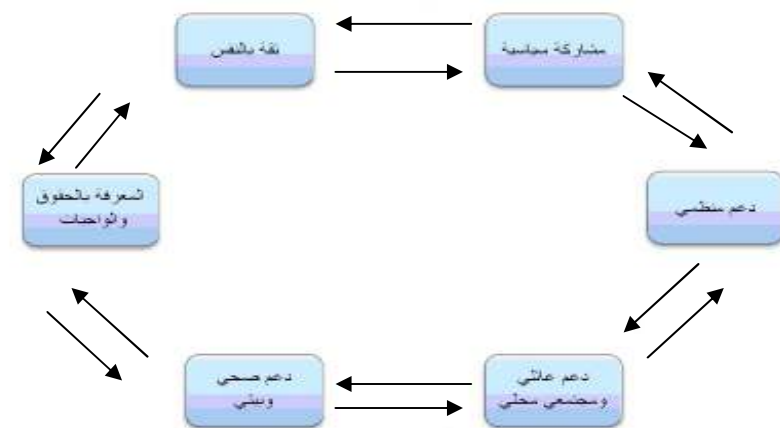 مشاركة سياسية
ثقة بالنفس
دعم منظمي
المعرفة بالحقوق
والواجبات
دعم عائلي
ومجتمعي محلي
دعم صحي
وبيئي